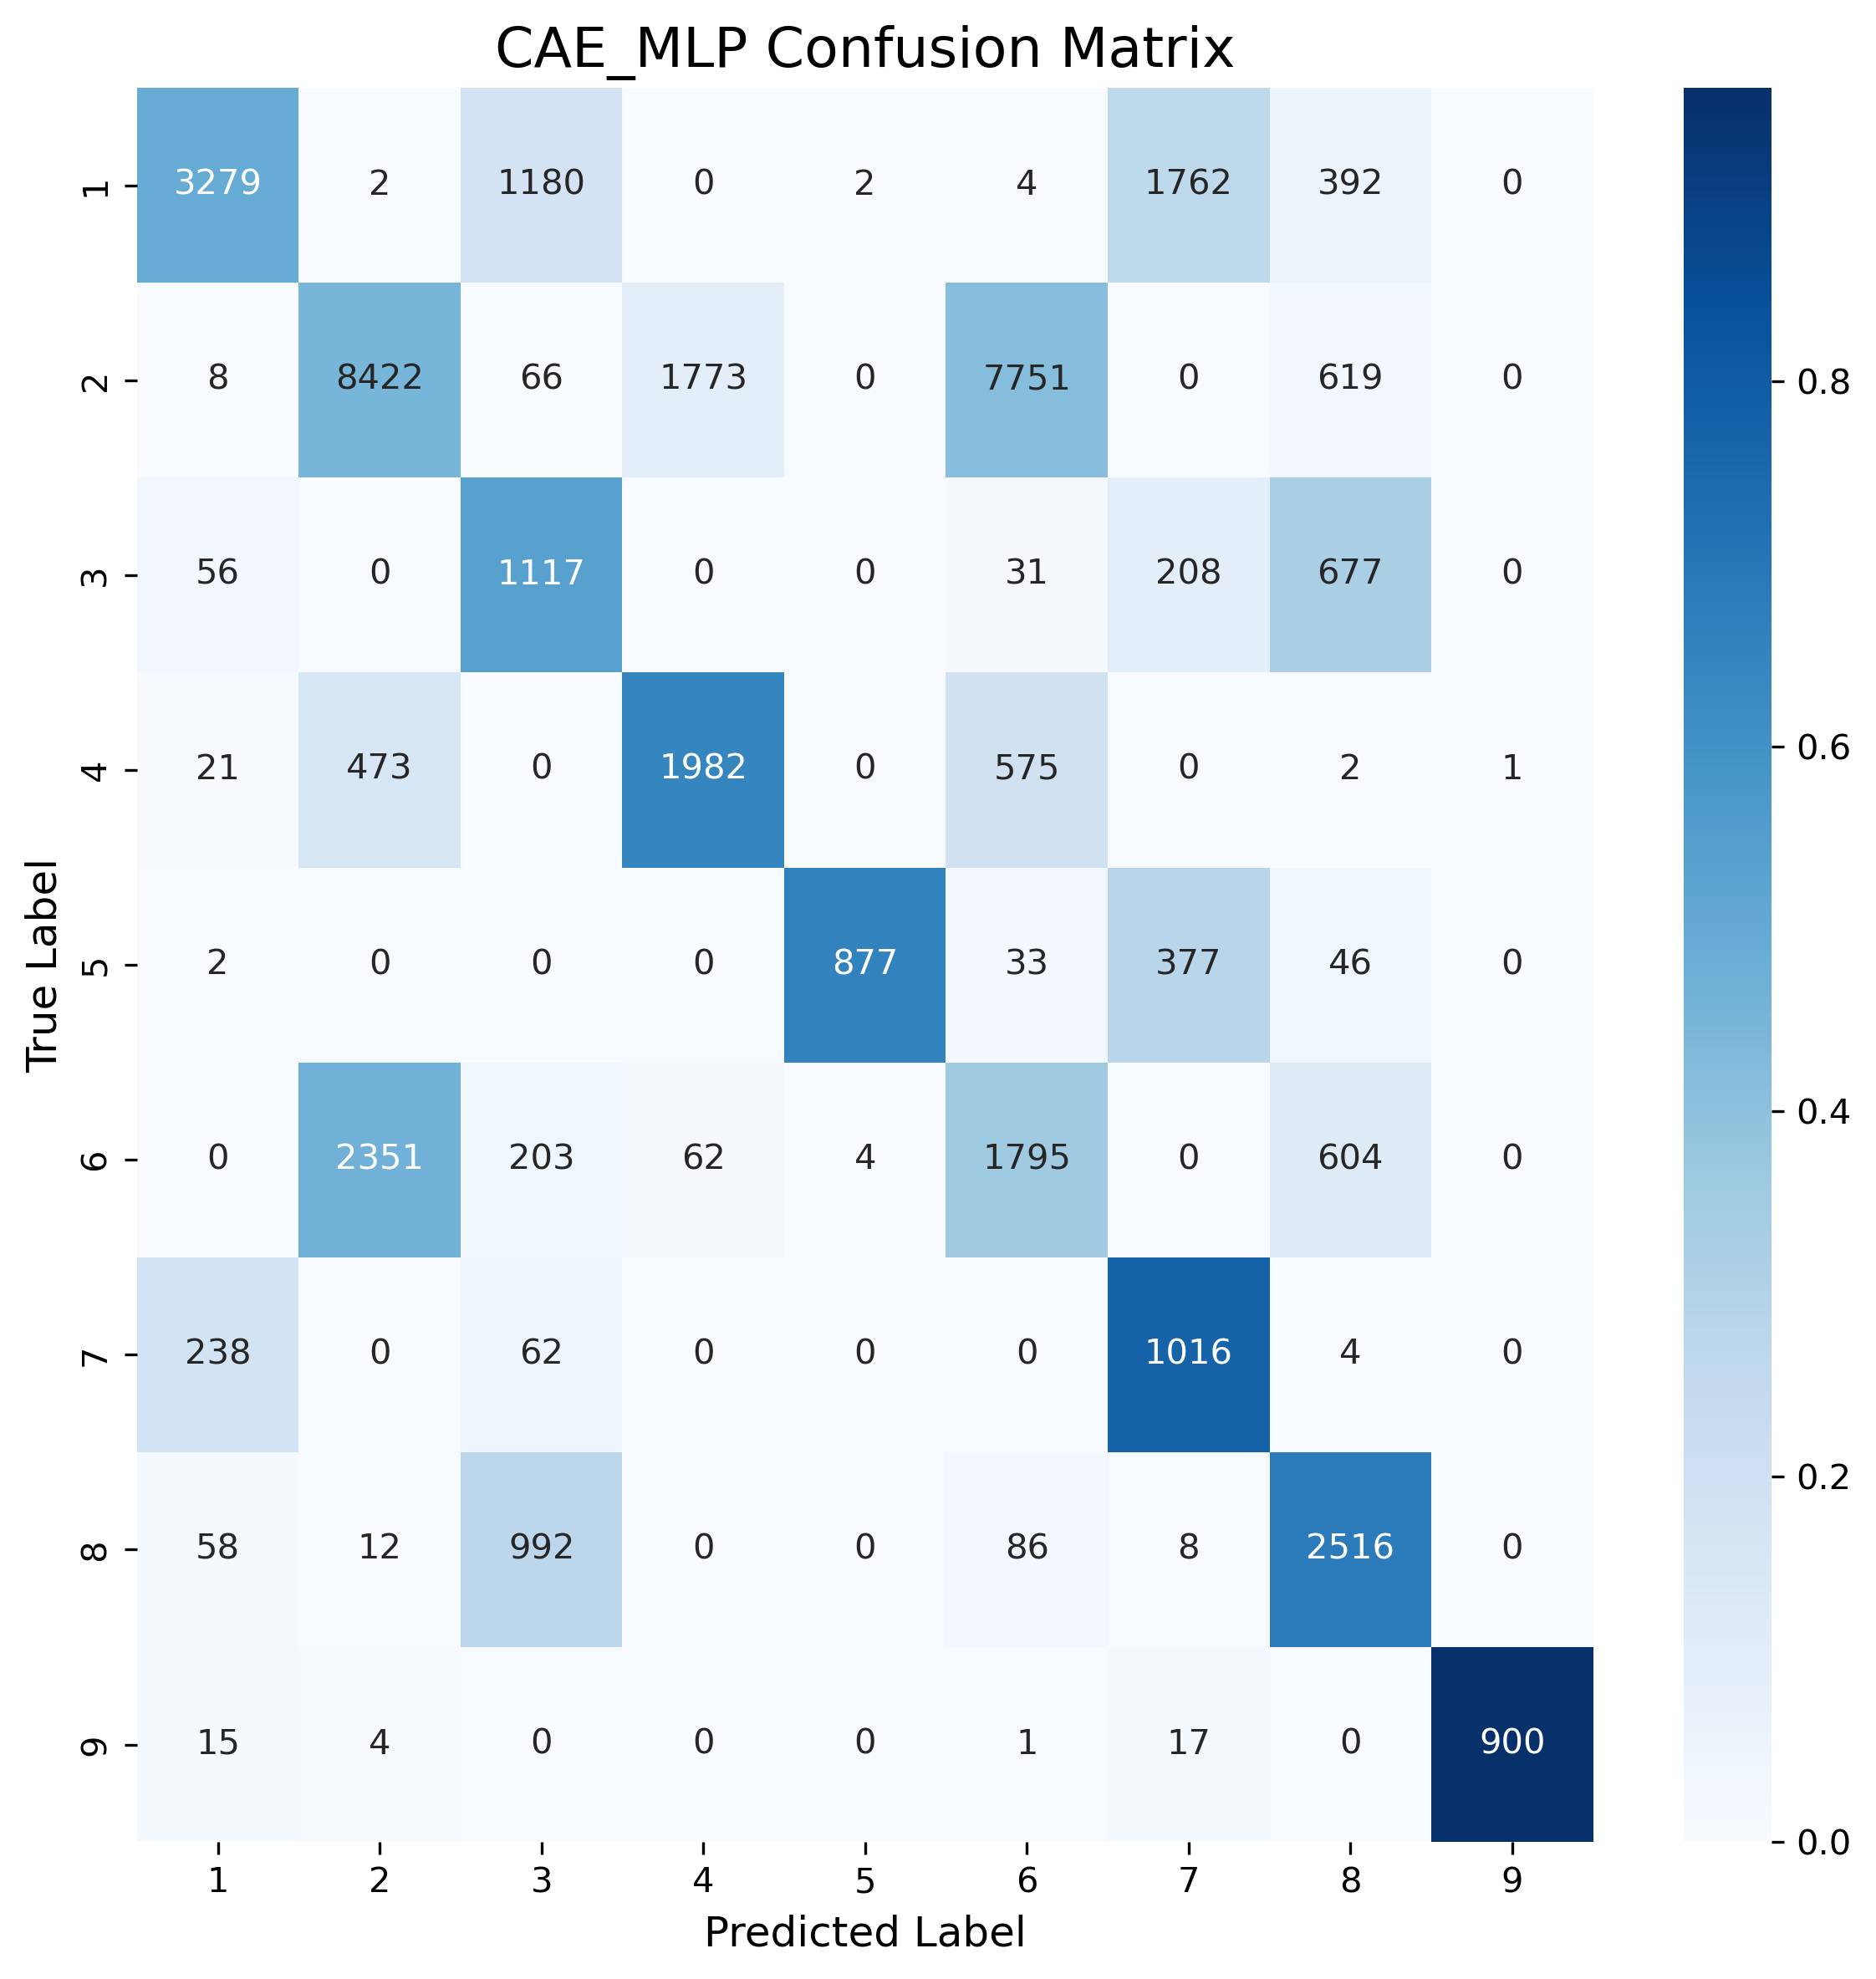 CAE_MLP Confusion Matrix
1 3279 2 1180 0 2 4 1762 392 0
2 8 8422 66 1773 0 7751 0 619 0
3 56 0 1117 0 0 31 208 677 0
4 21 473 0 1982 0 575 0 2 1
5 2 0 0 0 877 33 377 46 0
6 0 2351 203 62 4 1795 0 604 0
7 238 0 62 0 0 0 1016 4 0
8 58 12 992 0 0 86 8 2516 0
9 15 4 0 0 0 1 17 0 900
1 2 3 4 5 6 7 8 9
Predicted Label
True Label
0.8
0.6
0.4
0.2
0.0